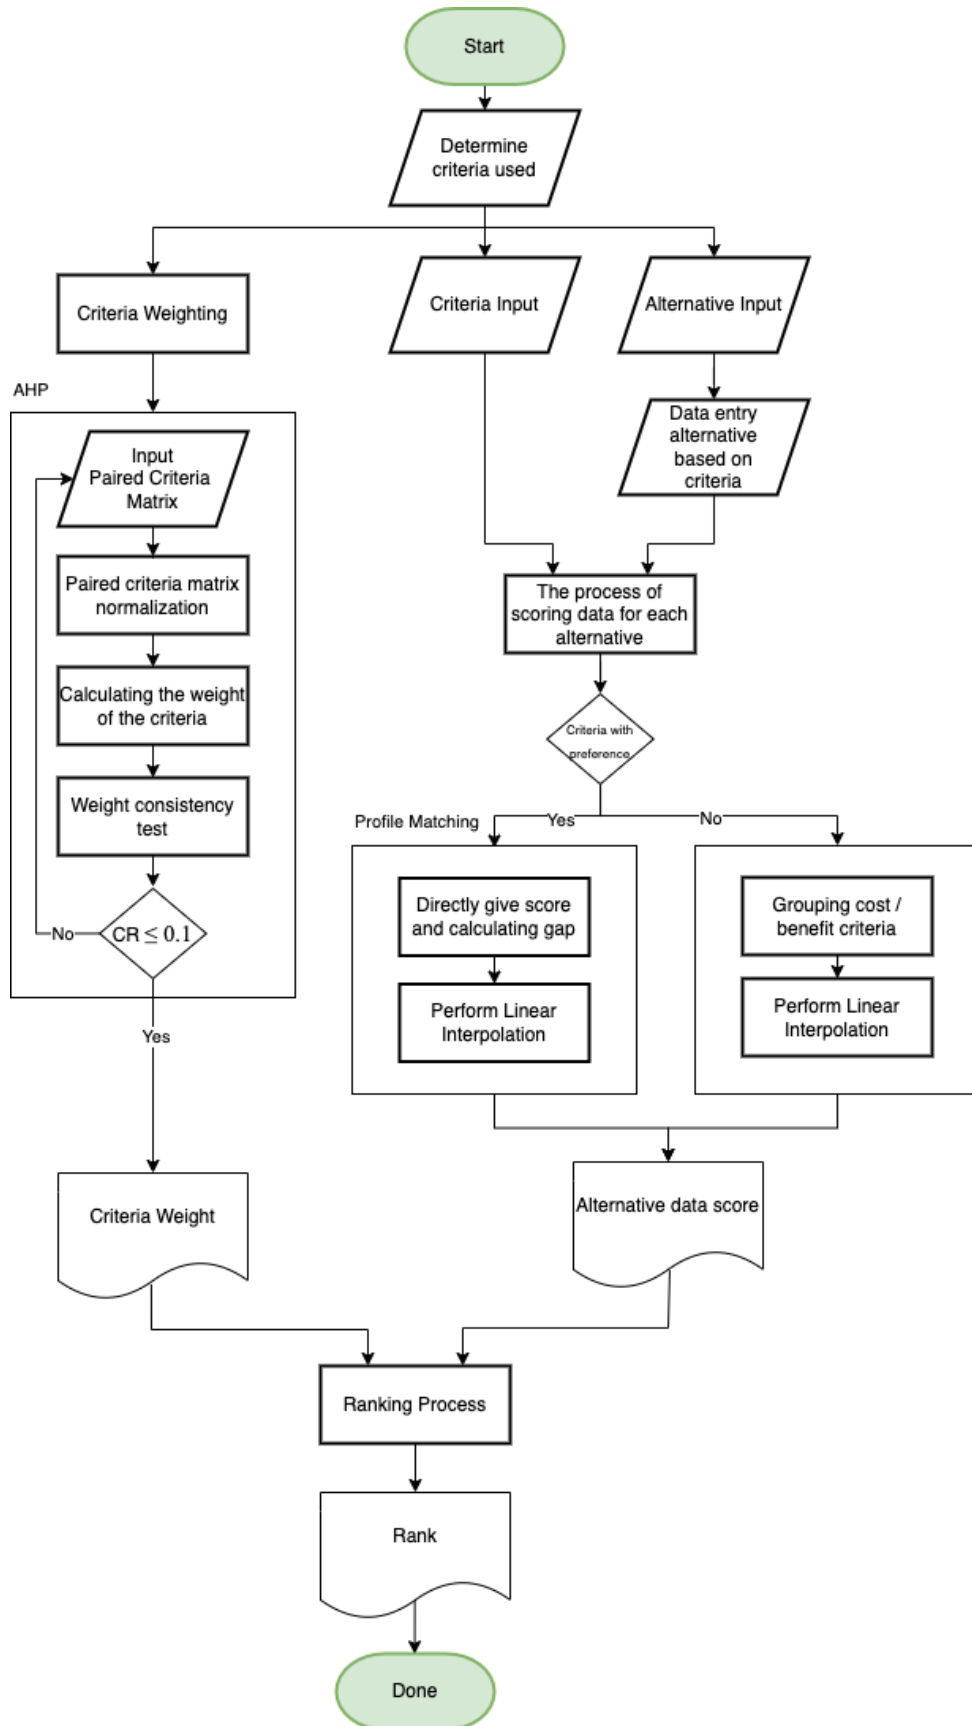 Start
Determine
criteria used
Criteria Weighting
Criteria Input
Alternative Input
AHP
Data entry
alternative
based on
criteria
Input
Paired Criteria
Matrix
Paired criteria matrix
normalization
The process of
scoring data for each
alternative
Calculating the weight
of the criteria
Criteria with
preference
Weight consistency
test
Profile Matching
Yes
No
Directly give score
and calculating gap
Grouping cost /
benefit criteria
No
CR ≤ 0.1
Perform Linear
Interpolation
Perform Linear
Interpolation
Yes
Criteria Weight
Alternative data score
Ranking Process
Rank
Done